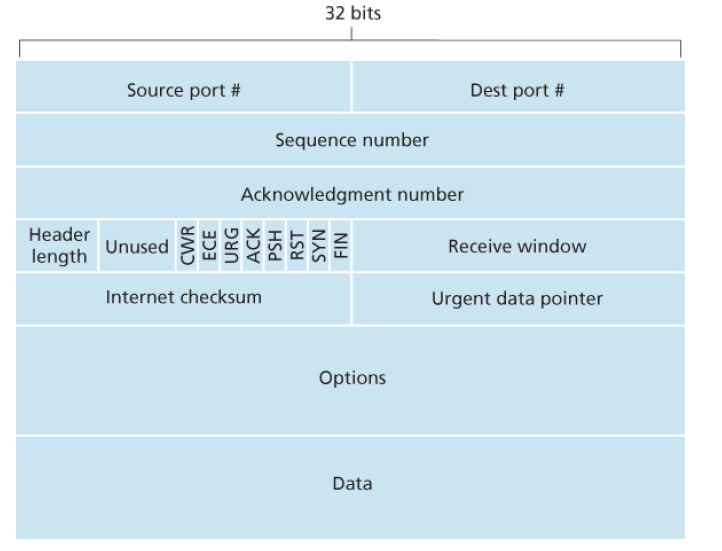 32 bits
Source port #
Dest port #
Sequence number
Acknowledgment number
Header
length
Unused
CWR
ECE
URG
ACK
PSH
RST
SYN
FIN
Receive window
Internet checksum
Urgent data pointer
Options
Data